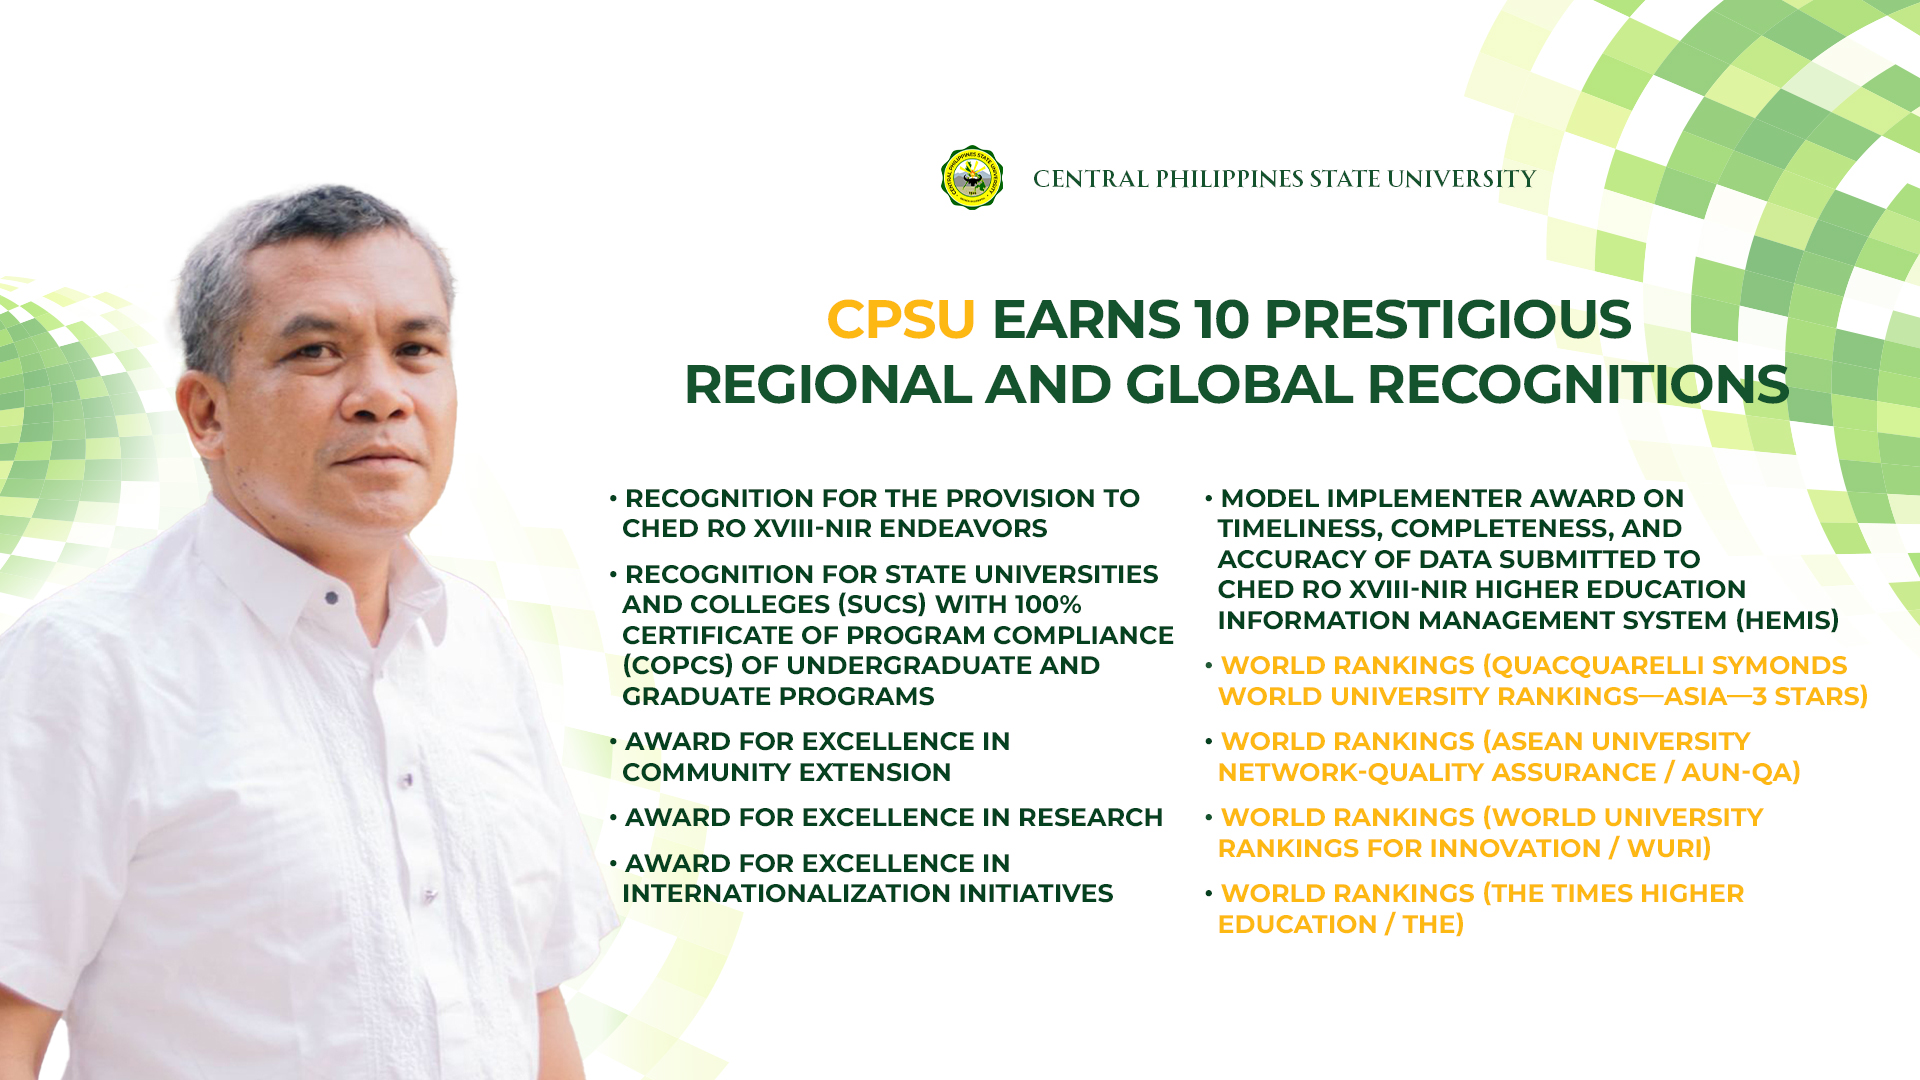 CENTRAL PHILIPPINES STATE UNIVERSITY
CPSU EARNS 10 PRESTIGIOUS
REGIONAL AND GLOBAL RECOGNITIONS
• RECOGNITION FOR THE PROVISION TO
CHED RO XVIII-NIR ENDEAVORS
• RECOGNITION FOR STATE UNIVERSITIES
AND COLLEGES (SUCS) WITH 100%
CERTIFICATE OF PROGRAM COMPLIANCE
(COPCS) OF UNDERGRADUATE AND
GRADUATE PROGRAMS
• AWARD FOR EXCELLENCE IN
COMMUNITY EXTENSION
• AWARD FOR EXCELLENCE IN RESEARCH
• AWARD FOR EXCELLENCE IN
INTERNATIONALIZATION INITIATIVES
• MODEL IMPLEMENTER AWARD ON
TIMELINESS, COMPLETENESS, AND
ACCURACY OF DATA SUBMITTED TO
CHED RO XVIII-NIR HIGHER EDUCATION
INFORMATION MANAGEMENT SYSTEM (HEMIS)
• WORLD RANKINGS (QUACQUARELLI SYMONDS
WORLD UNIVERSITY RANKINGS—ASIA—3 STARS)
• WORLD RANKINGS (ASEAN UNIVERSITY
NETWORK-QUALITY ASSURANCE / AUN-QA)
• WORLD RANKINGS (WORLD UNIVERSITY
RANKINGS FOR INNOVATION / WURI)
• WORLD RANKINGS (THE TIMES HIGHER
EDUCATION / THE)